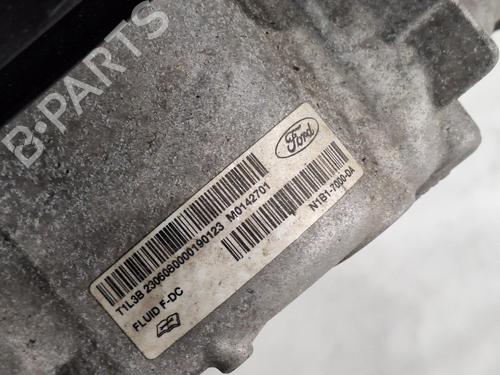 B-PARTS
Ford
T1L3B 2306080000190123 M0142701
N1B1-7000-DA
FLUID F-DC